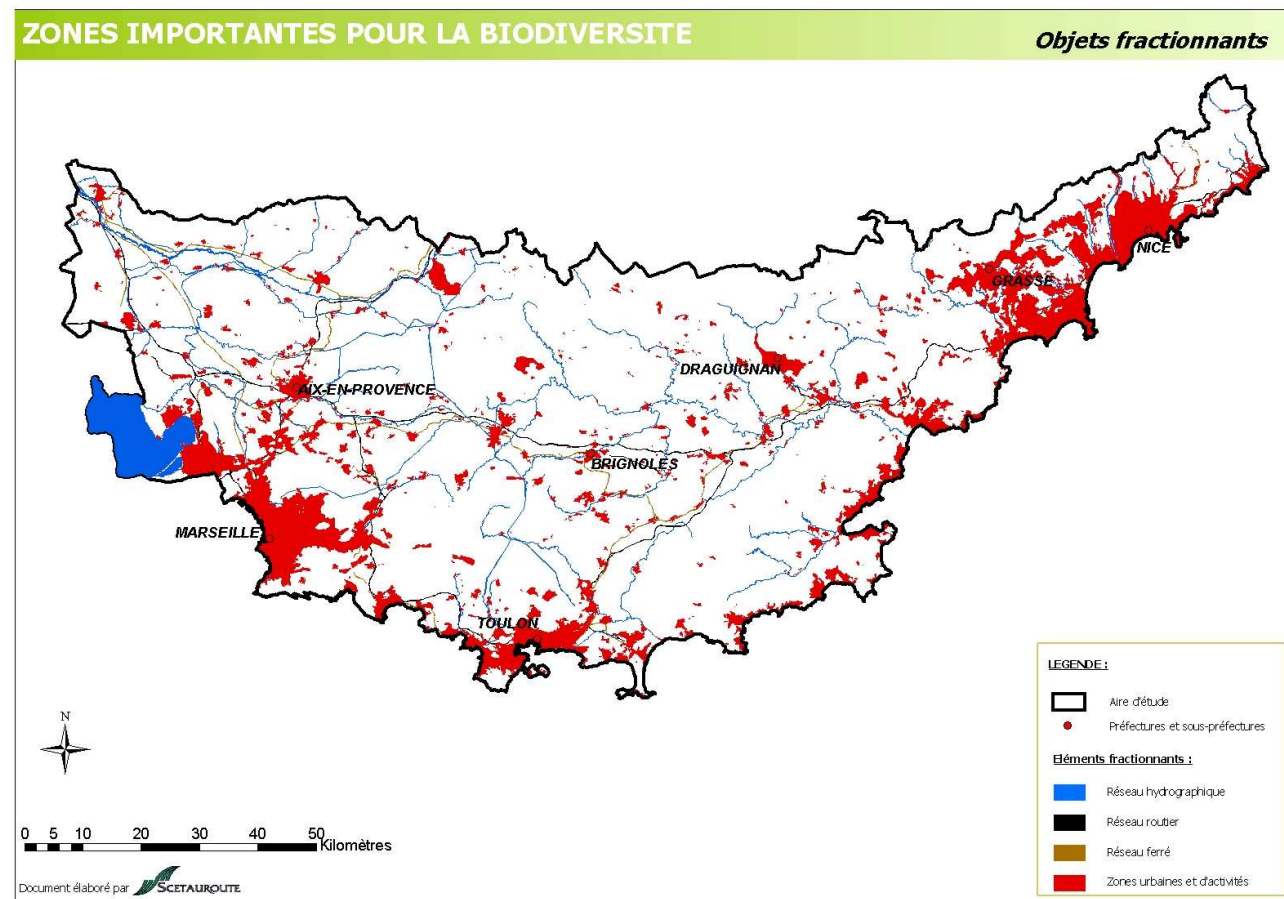 ZONES IMPORTANTES POUR LA BIODIVERSITE
Objets fractionnants
NICE
GRASSE
DRAGUIGNAN
AIX-EN-PROVENCE
BRIGNOLES
MARSEILLE
TOULON
LEGENDE :
Aire d'étude
Préfectures et sous-préfectures
Eléments fractionnants :
Réseau hydrographique
Réseau routier
Réseau ferré
Zones urbaines et d'activités
N
0 5 10 20 30 40 50
Kilomètres
Document élaboré par SCETAUROUTE